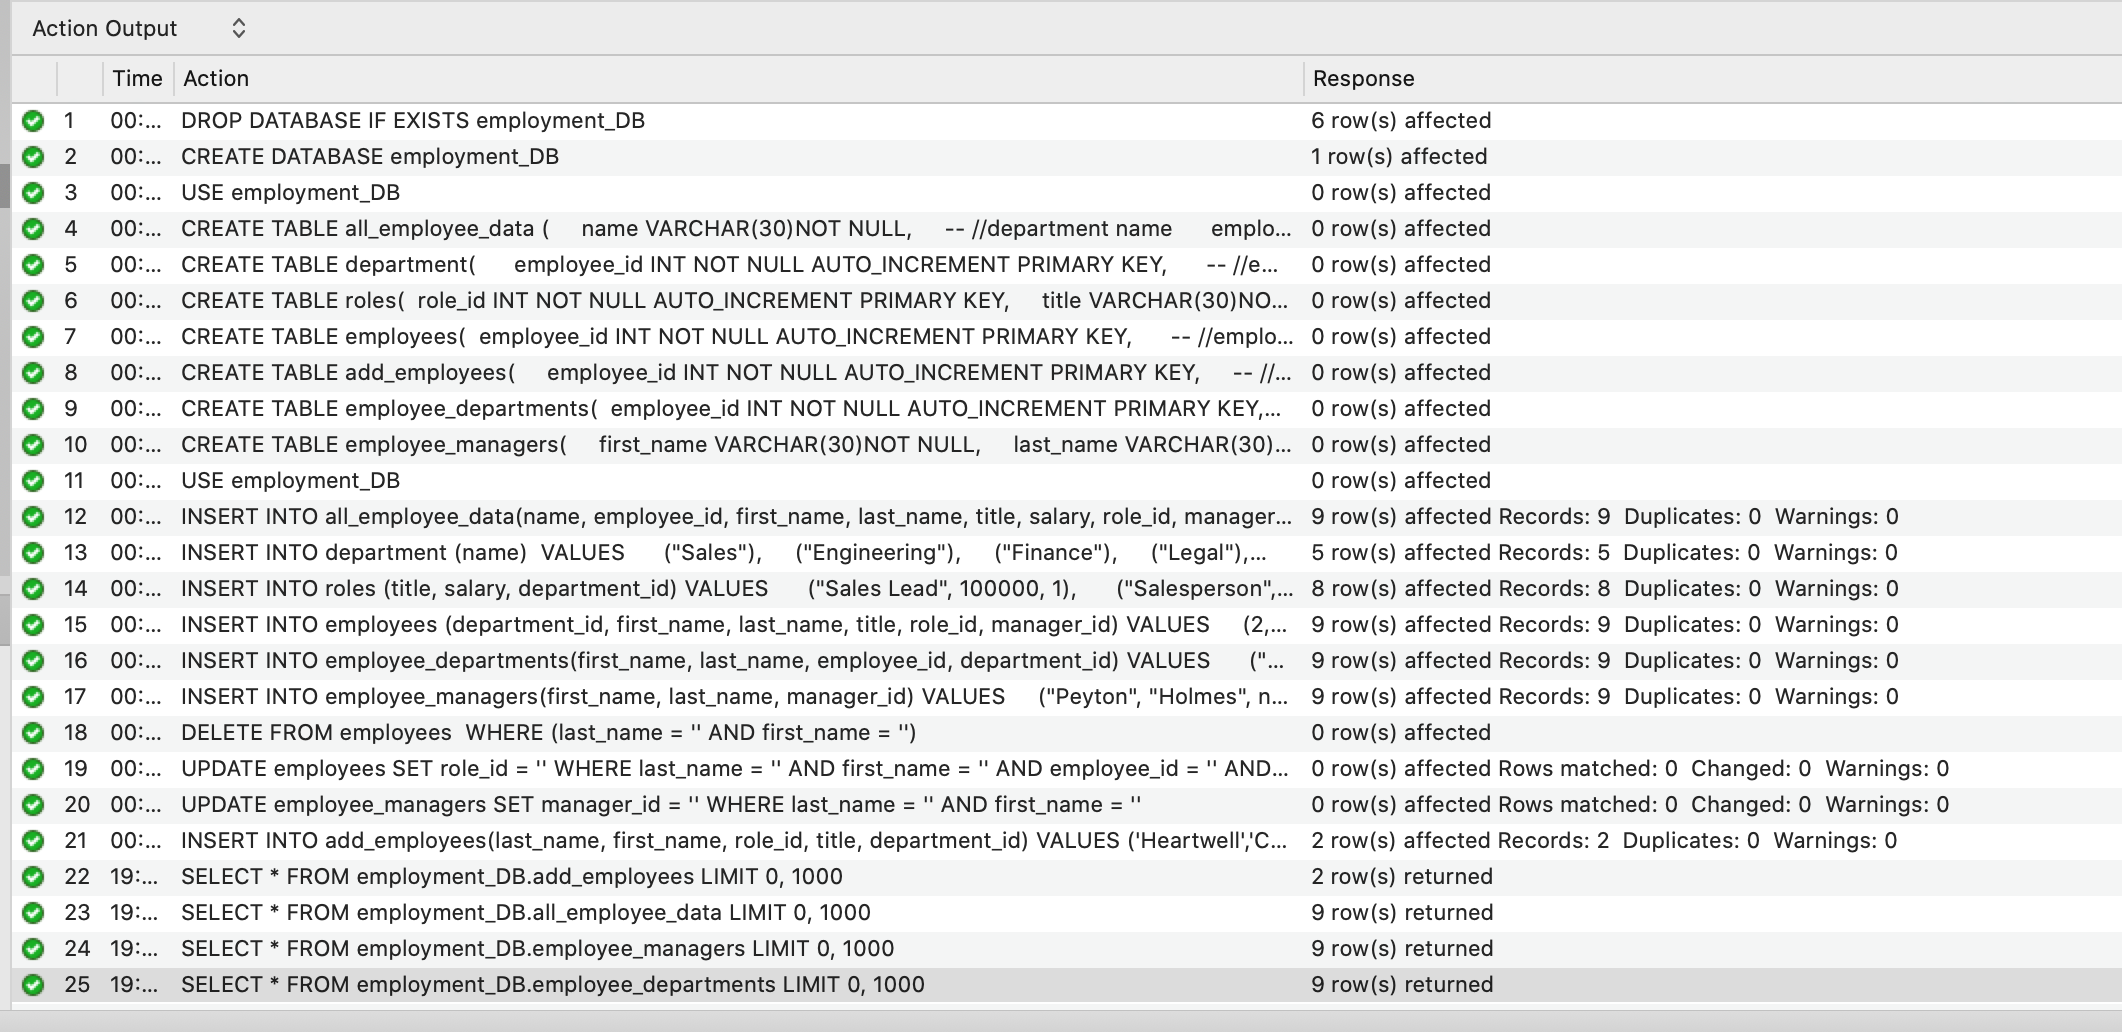 Action Output
Time Action Response
1 00:... DROP DATABASE IF EXISTS employment_DB 6 row(s) affected
2 00:... CREATE DATABASE employment_DB 1 row(s) affected
3 00:... USE employment_DB 0 row(s) affected
4 00:... CREATE TABLE all_employee_data ( name VARCHAR(30)NOT NULL, -- //department name emplo... 0 row(s) affected
5 00:... CREATE TABLE department( employee_id INT NOT NULL AUTO_INCREMENT PRIMARY KEY, -- //e... 0 row(s) affected
6 00:... CREATE TABLE roles( role_id INT NOT NULL AUTO_INCREMENT PRIMARY KEY, title VARCHAR(30)NO... 0 row(s) affected
7 00:... CREATE TABLE employees( employee_id INT NOT NULL AUTO_INCREMENT PRIMARY KEY, -- //emplo... 0 row(s) affected
8 00:... CREATE TABLE add_employees( employee_id INT NOT NULL AUTO_INCREMENT PRIMARY KEY, -- //... 0 row(s) affected
9 00:... CREATE TABLE employee_departments( employee_id INT NOT NULL AUTO_INCREMENT PRIMARY KEY,... 0 row(s) affected
10 00:... CREATE TABLE employee_managers( first_name VARCHAR(30)NOT NULL, last_name VARCHAR(30)... 0 row(s) affected
11 00:... USE employment_DB 0 row(s) affected
12 00:... INSERT INTO all_employee_data(name, employee_id, first_name, last_name, title, salary, role_id, manager... 9 row(s) affected Records: 9 Duplicates: 0 Warnings: 0
13 00:... INSERT INTO department (name) VALUES ("Sales"), ("Engineering"), ("Finance"), ("Legal"),... 5 row(s) affected Records: 5 Duplicates: 0 Warnings: 0
14 00:... INSERT INTO roles (title, salary, department_id) VALUES ("Sales Lead", 100000, 1), ("Salesperson",... 8 row(s) affected Records: 8 Duplicates: 0 Warnings: 0
15 00:... INSERT INTO employees (department_id, first_name, last_name, title, role_id, manager_id) VALUES (2,... 9 row(s) affected Records: 9 Duplicates: 0 Warnings: 0
16 00:... INSERT INTO employee_departments(first_name, last_name, employee_id, department_id) VALUES ("... 9 row(s) affected Records: 9 Duplicates: 0 Warnings: 0
17 00:... INSERT INTO employee_managers(first_name, last_name, manager_id) VALUES ("Peyton", "Holmes", n... 9 row(s) affected Records: 9 Duplicates: 0 Warnings: 0
18 00:... DELETE FROM employees WHERE (last_name = '' AND first_name = '') 0 row(s) affected
19 00:... UPDATE employees SET role_id = '' WHERE last_name = '' AND first_name = '' AND employee_id = '' AND... 0 row(s) affected Rows matched: 0 Changed: 0 Warnings: 0
20 00:... UPDATE employee_managers SET manager_id = '' WHERE last_name = '' AND first_name = '' 0 row(s) affected Rows matched: 0 Changed: 0 Warnings: 0
21 00:... INSERT INTO add_employees(last_name, first_name, role_id, title, department_id) VALUES ('Heartwell','C... 2 row(s) affected Records: 2 Duplicates: 0 Warnings: 0
22 19:... SELECT * FROM employment_DB.add_employees LIMIT 0, 1000 2 row(s) returned
23 19:... SELECT * FROM employment_DB.all_employee_data LIMIT 0, 1000 9 row(s) returned
24 19:... SELECT * FROM employment_DB.employee_managers LIMIT 0, 1000 9 row(s) returned
25 19:... SELECT * FROM employment_DB.employee_departments LIMIT 0, 1000 9 row(s) returned